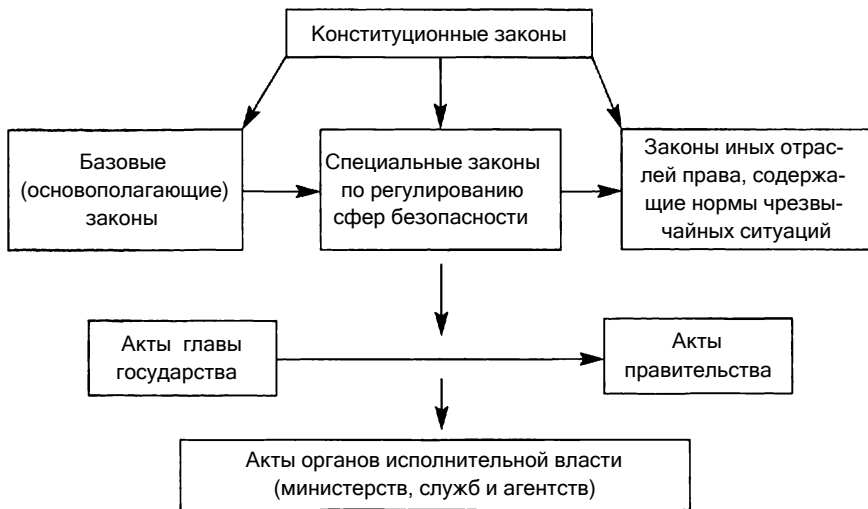 Конституционные законы
Базовые
(основополагающие)
законы
Специальные законы
по регулированию
сфер безопасности
Законы иных отрас-
лей права, содержа-
щие нормы чрезвы-
чайных ситуаций
Акты главы
государства
Акты
правительства
Акты органов исполнительной власти
(министерств, служб и агентств)